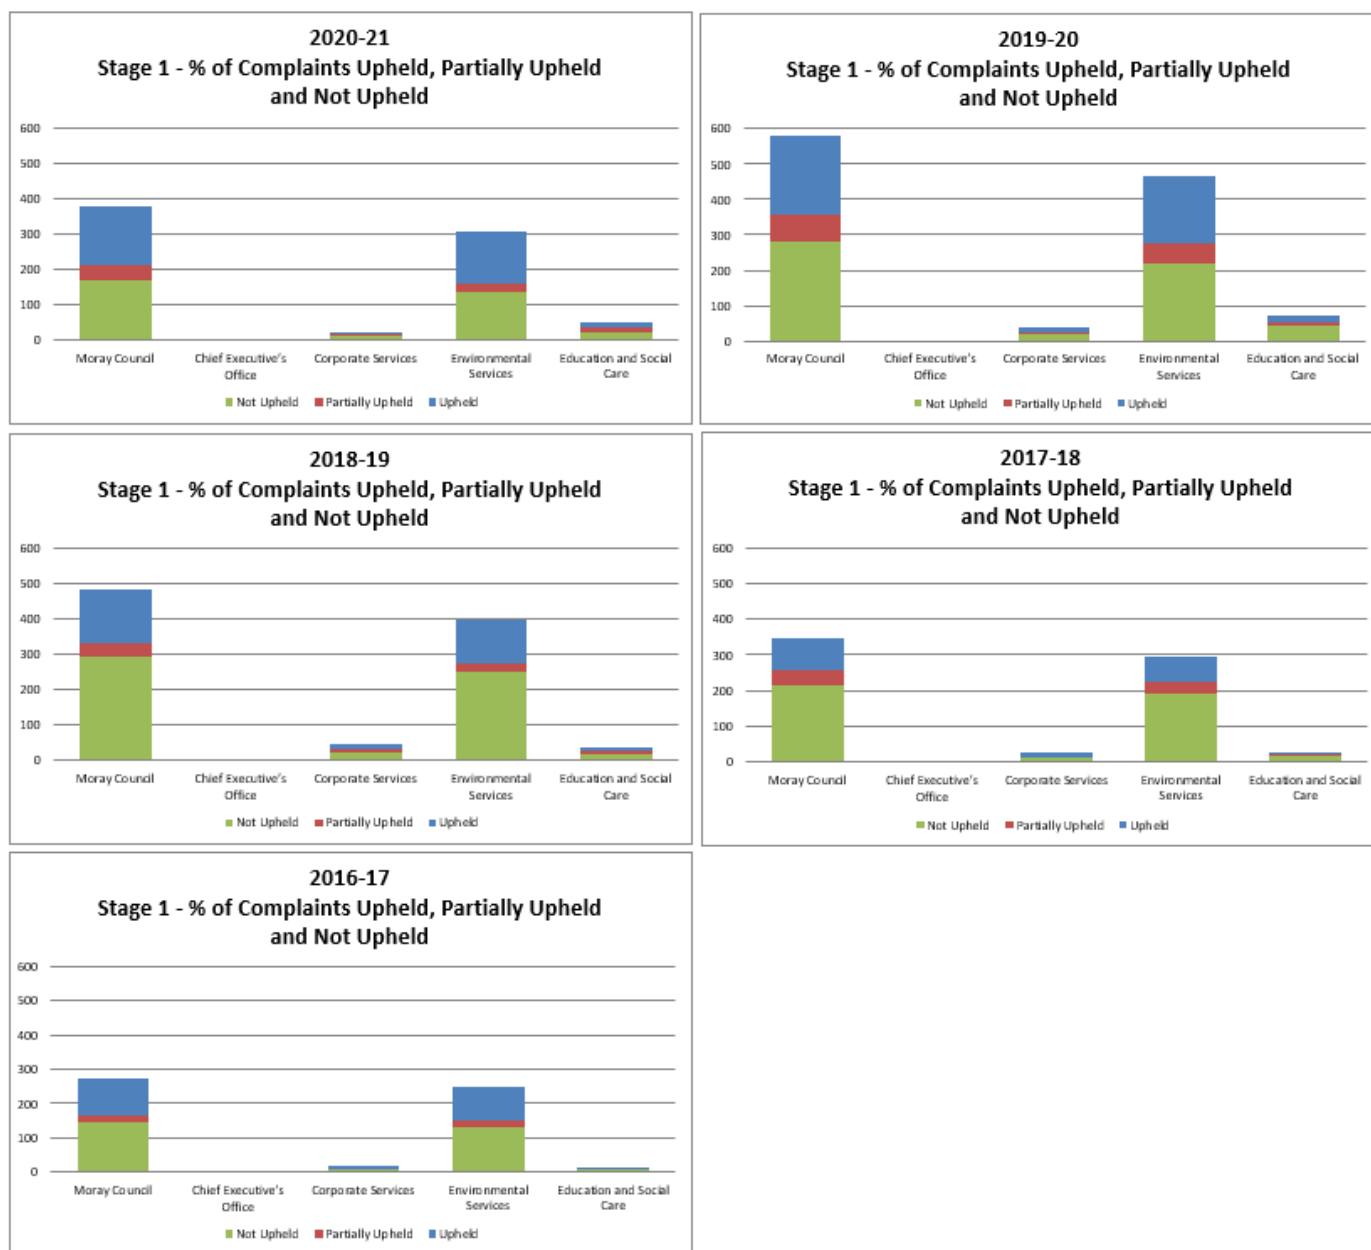 2020-21
Stage 1 - % of Complaints Upheld, Partially Upheld
and Not Upheld
600
500
400
300
200
100
0
Moray Council
Chief Executive's
Office
Corporate Services
Environmental
Services
Education and Social
Care
Not Upheld
Partially Upheld
Upheld
2019-20
Stage 1 - % of Complaints Upheld, Partially Upheld
and Not Upheld
600
500
400
300
200
100
0
Moray Council
Chief Executive's
Office
Corporate Services
Environmental
Services
Education and Social Care
Not Upheld
Partially Upheld
Upheld
2018-19
Stage 1 - % of Complaints Upheld, Partially Upheld
and Not Upheld
600
500
400
300
200
100
0
Moray Council
Chief Executive's
Office
Corporate Services
Environmental
Services
Education and Social Care
Not Upheld
Partially Upheld
Upheld
2017-18
Stage 1 - % of Complaints Upheld, Partially Upheld
and Not Upheld
600
500
400
300
200
100
0
Moray Council
Chief Executive's
Office
Corporate Services
Environmental
Services
Education and Social
Care
Not Upheld
Partially Upheld
Upheld
2016-17
Stage 1 - % of Complaints Upheld, Partially Upheld
and Not Upheld
600
500
400
300
200
100
0
Moray Council
Chief Executive's
Office
Corporate Services
Environmental
Services
Education and Social
Care
Not Upheld
Partially Upheld
Upheld